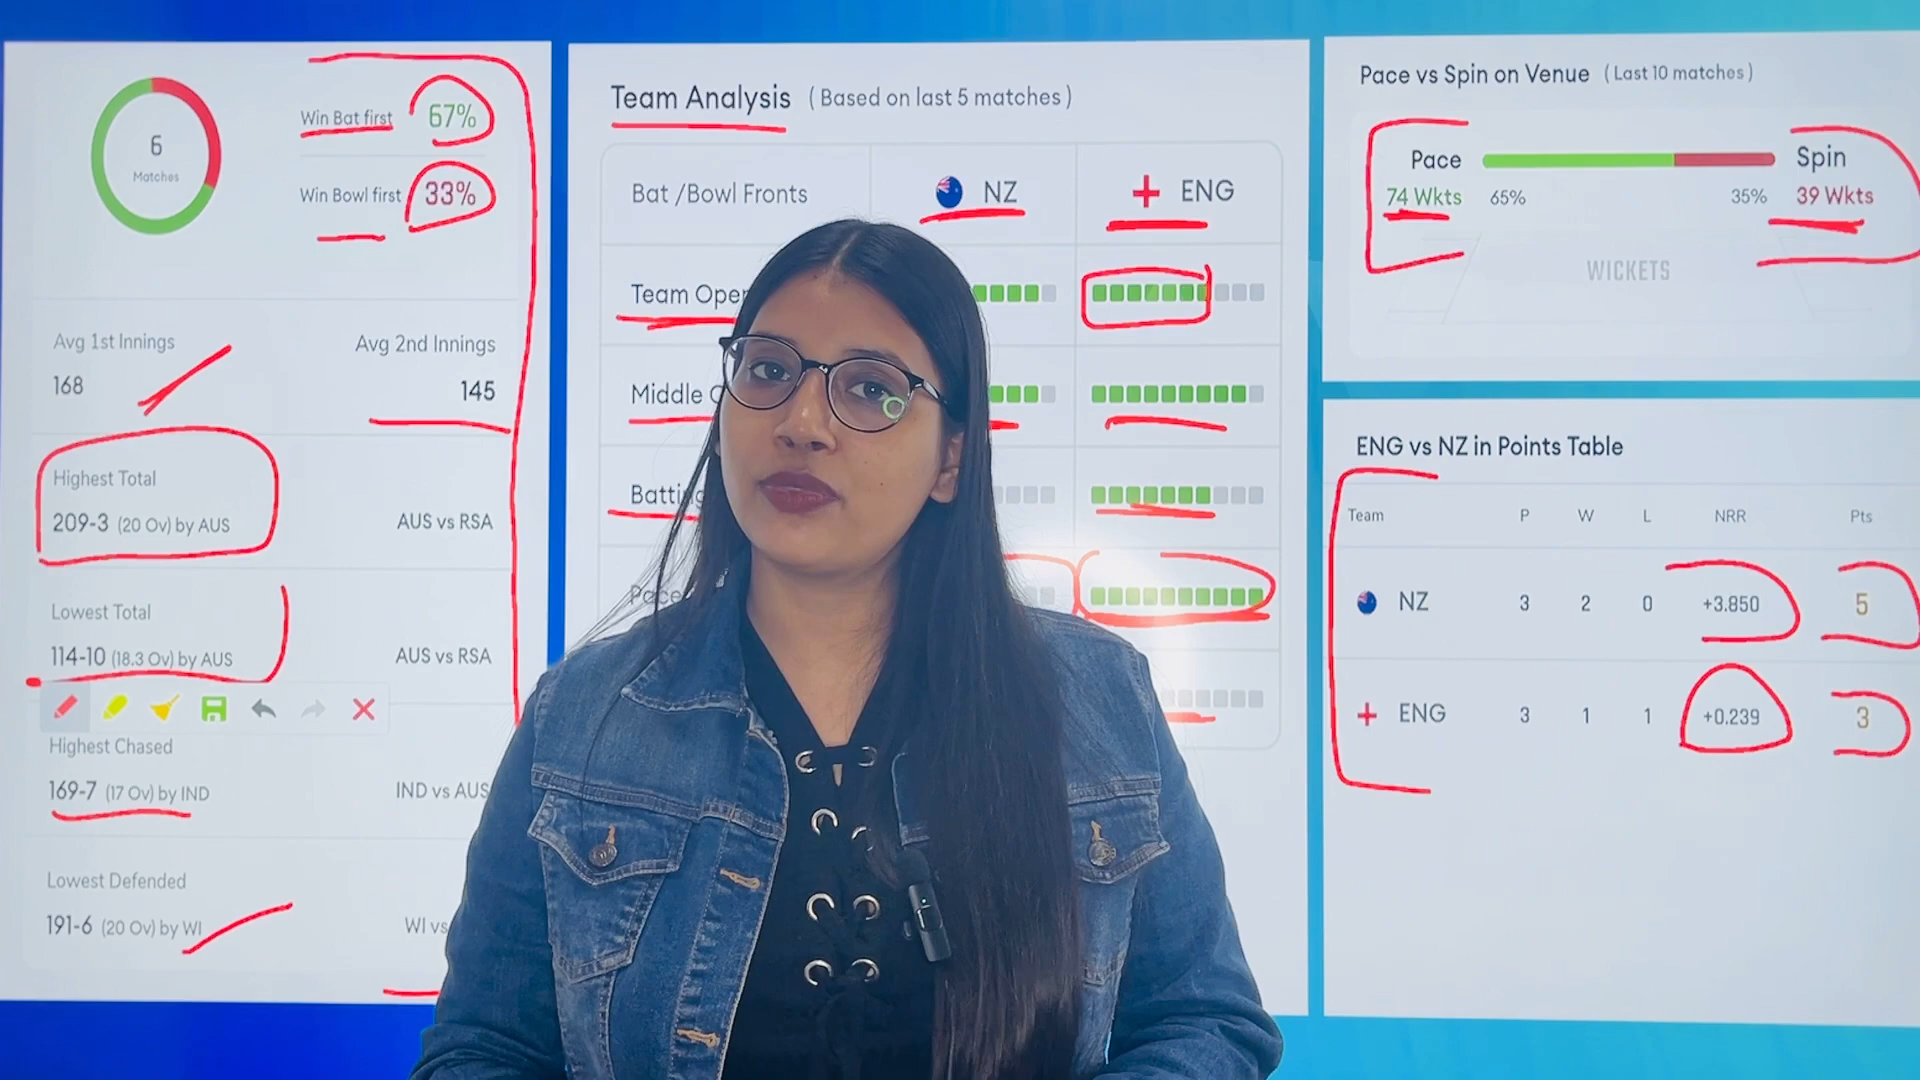 6
Matches
Win Bat first 67%
Win Bowl first 33%
Avg 1st Innings Avg 2nd Innings
168 145
Highest Total
209-3 (20 Ov) by AUS AUS vs RSA
Lowest Total
114-10 (18.3 Ov) by AUS AUS vs RSA
Highest Chased
169-7 (17 Ov) by IND IND vs AUS
Lowest Defended
191-6 (20 Ov) by WI WI vs
Team Analysis (Based on last 5 matches)
Bat /Bowl Fronts NZ ENG
Team
Middle
Pace
Pace vs Spin on Venue (Last 10 matches)
Pace Spin
74 Wkts 65% 35% 39 Wkts
WICKETS
ENG vs NZ in Points Table
Team P W L NRR Pts
NZ 3 2 0 +3.850 5
ENG 3 1 1 +0.239 3